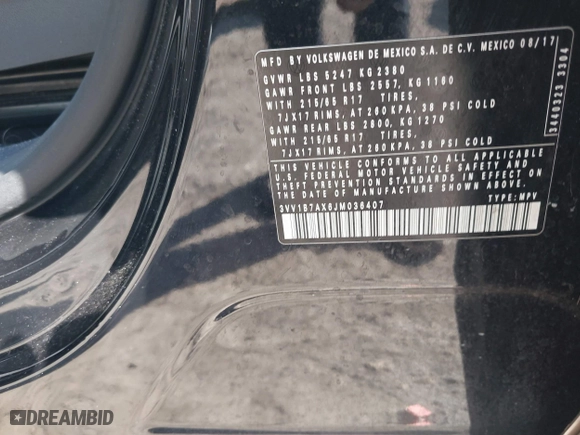 MFD BY VOLKSWAGEN DE MEXICO S.A. DE C.V. MEXICO 08/17
GVWR LBS 5247 KG 2380
GAWR FRONT LBS 2557, KG 1160
WITH 215/65 R17 TIRES,
7JX17 RIMS, AT 260 KPA, 38 PSI COLD
GAWR REAR LBS 2800, KG 1270
WITH 215/65 R17 TIRES,
7JX17 RIMS, AT 260 KPA, 38 PSI COLD
THIS VEHICLE CONFORMS TO ALL APPLICABLE
FEDERAL MOTOR VEHICLE SAFETY AND
THEFT PREVENTION STANDARDS IN EFFECT ON
THE DATE OF MANUFACTURE SHOWN ABOVE.
3VV1B7AX6JM036407
TYPE: MPV
3440323 3304
DREAMBID